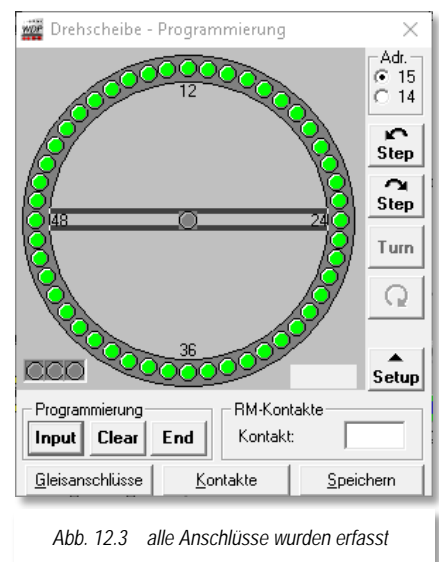 WDP Drehscheibe - Programmierung
Adr.
15
14
12
Step
Step
48
24
Turn
36
Setup
Programmierung
RM-Kontakte
Input Clear End
Kontakt:
Gleisanschlüsse Kontakte Speichern
Abb. 12.3 alle Anschlüsse wurden erfasst